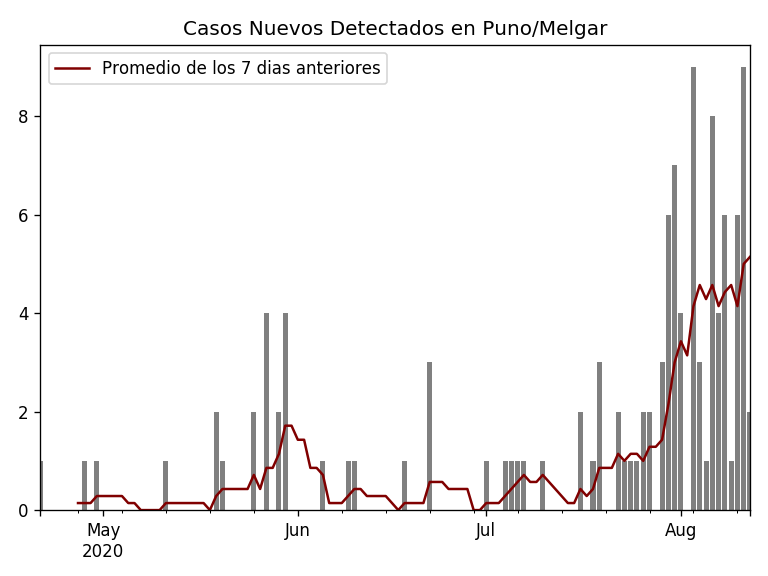 Casos Nuevos Detectados en Puno/Melgar
Promedio de los 7 dias anteriores
8
6
4
2
0
May
2020
Jun
Jul
Aug